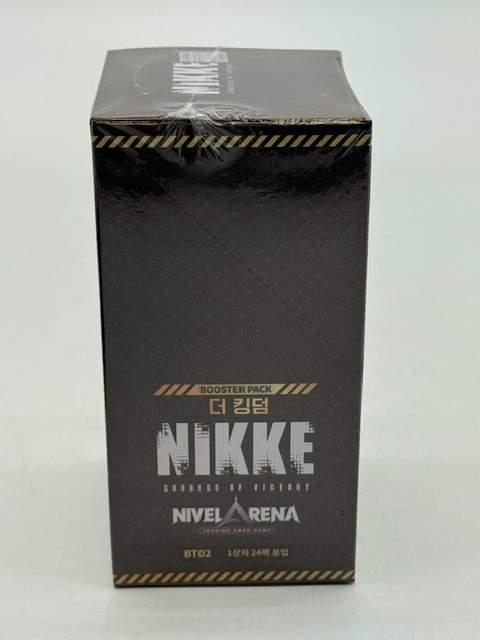 NIKKE
BOOSTER PACK
더 킹덤
NIKKE
GODDESS OF VICTORY
NIVEL ARENA
TRADING CARD GAME
BT02 1상자 24팩 봉입